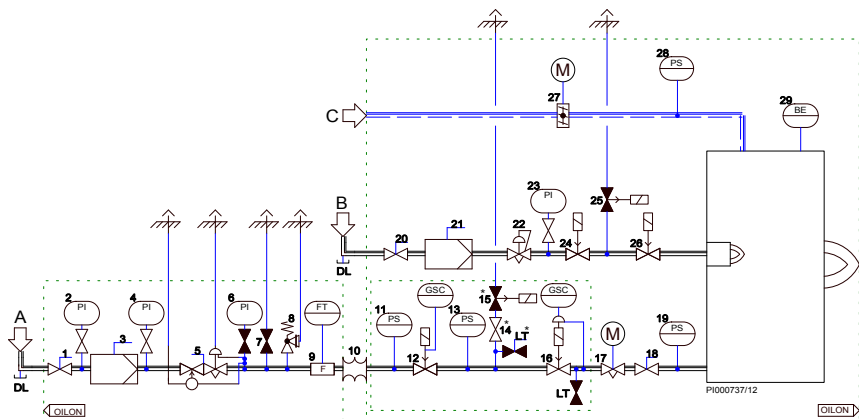 28
PS
M
27
29
BE
C
B
23
PI
25
22
21
20
24
26
DL
GSC
*
15
GSC
2
PI
4
PI
6
PI
8
FT
11
PS
13
PS
*
14
LT*
M
19
PS
A
7
1
3
5
9
F
10
12
16
17
18
DL
LT
PI000737/12
OILON
OILON